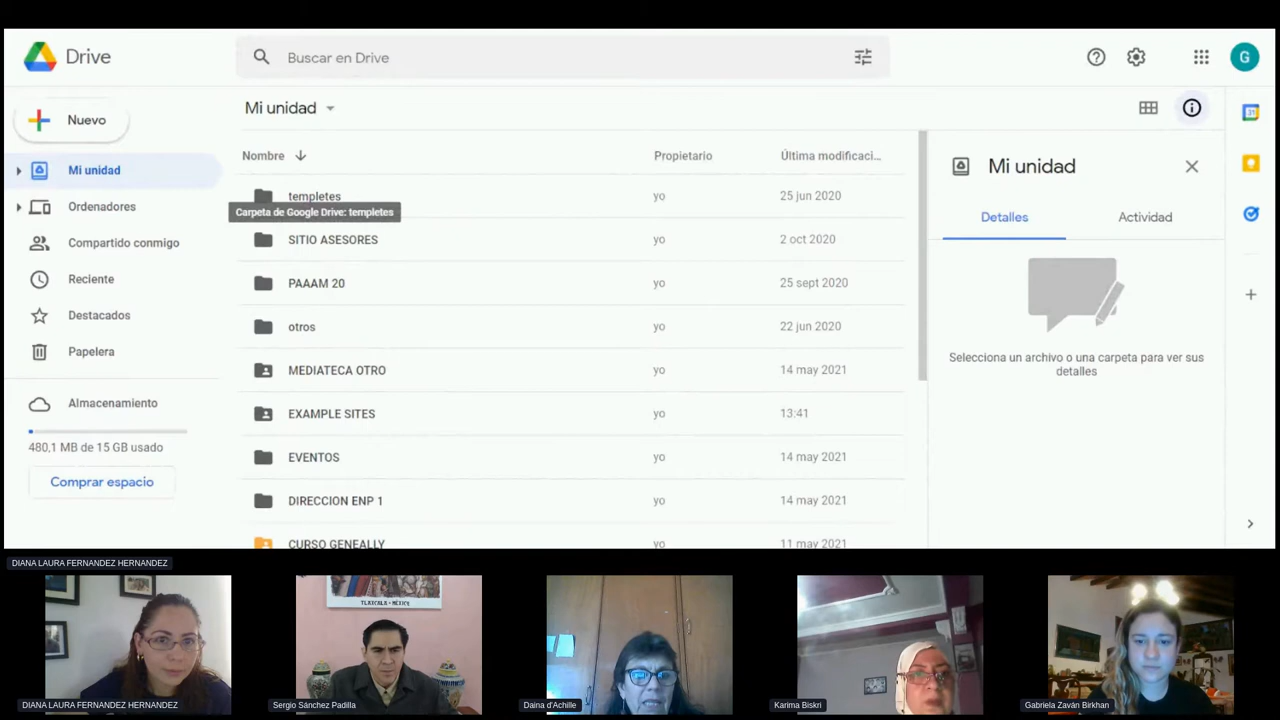 Drive
Buscar en Drive
G
Nuevo
Mi unidad
Nombre
Propietario
Última modificaci...
Mi unidad
Mi unidad
31
Detalles
Actividad
templetes
yo
25 jun 2020
Carpeta de Google Drive: templetes
Ordenadores
SITIO ASESORES
yo
2 oct 2020
Compartido conmigo
Reciente
PAAAM 20
yo
25 sept 2020
Destacados
otros
yo
22 jun 2020
Papelera
Selecciona un archivo o una carpeta para ver sus
detalles
MEDIATECA OTRO
yo
14 may 2021
Almacenamiento
EXAMPLE SITES
yo
13:41
480,1 MB de 15 GB usado
EVENTOS
yo
14 may 2021
Comprar espacio
DIRECCION ENP 1
yo
14 may 2021
CURSO GENEALLY
yo
11 may 2021
DIANA LAURA FERNANDEZ HERNANDEZ
TLAXCALA - MÉXICO
DIANA LAURA FERNANDEZ HERNANDEZ
Sergio Sánchez Padilla
Daina d'Achille
Karima Biskri
Gabriela Zaván Birkhan